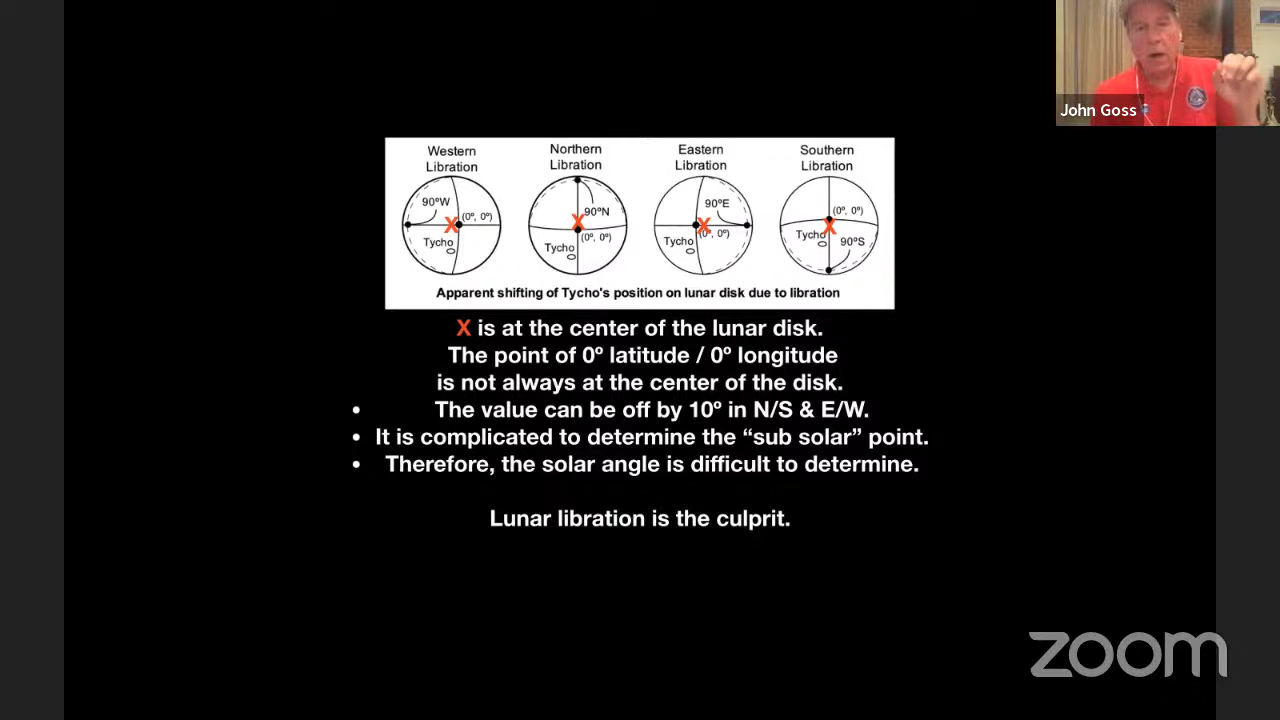 John Goss
Western Libration
Northern Libration
Eastern Libration
Southern Libration
90ºW
(0º, 0º)
Tycho
90ºN
(0º, 0º)
Tycho
90ºE
(0º, 0º)
Tycho
(0º, 0º)
Tycho
90ºS
X
X
X
X
Apparent shifting of Tycho's position on lunar disk due to libration
X is at the center of the lunar disk.
The point of 0º latitude / 0º longitude
is not always at the center of the disk.
• The value can be off by 10º in N/S & E/W.
• It is complicated to determine the “sub solar” point.
• Therefore, the solar angle is difficult to determine.
Lunar libration is the culprit.
zoom